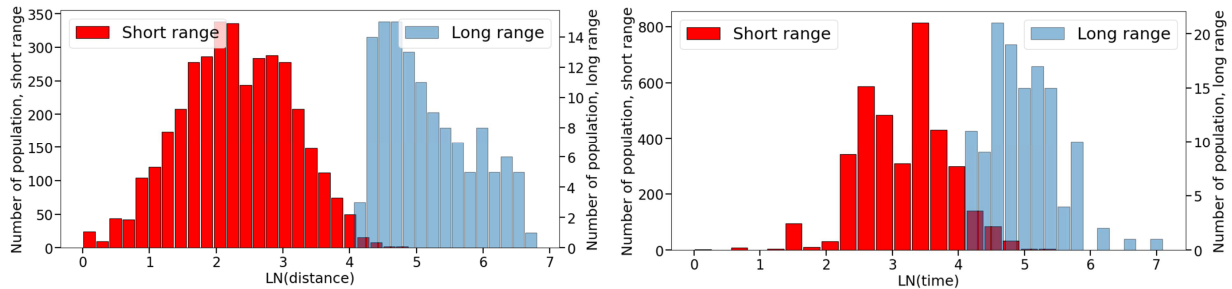 Number of population, short range
350
300
250
200
150
100
50
0
Short range
Long range
14
12
10
8
6
4
2
0
Number of population, long range
0 1 2 3 4 5 6 7
LN(distance)
Number of population, short range
800
600
400
200
0
Short range
Long range
20
15
10
5
0
Number of population, long range
0 1 2 3 4 5 6 7
LN(time)